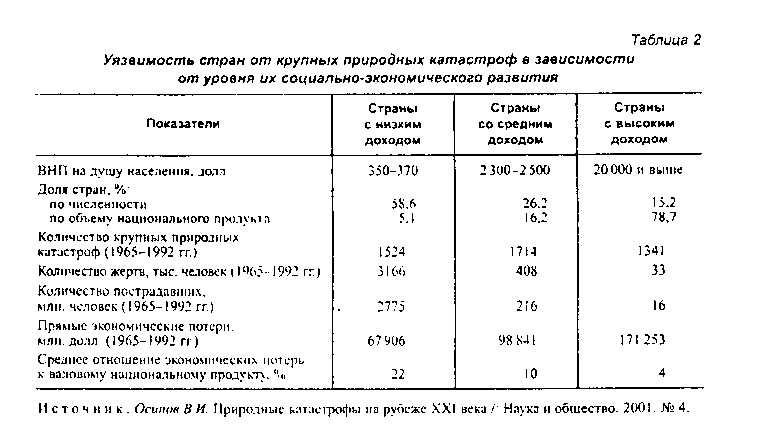 Таблица 2
Уязвимость стран от крупных природных катастроф в зависимости
от уровня их социально-экономического развития
Показатели Страны с низким доходом Страны со средним доходом Страны с высоким доходом
ВНП на душу населения, долл 350–370 2 300–2 500 20 000 и выше
Доля стран, %
по численности 58,6 26,2 15,2
по объему национального продукта 5,1 16,2 78,7
Количество крупных природных
катастроф (1965–1992 гг.) 1524 1714 1341
Количество жертв, тыс. человек (1965–1992 гг.) 3166 408 33
Количество пострадавших,
млн. человек (1965–1992 гг.) 2775 216 16
Прямые экономические потери,
млн. долл (1965–1992 гг.) 67 906 98 841 171 253
Среднее отношение экономических потерь
к валовому национальному продукту, % 22 10 4
Источник. Осипов В И. Природные катастрофы на рубеже XXI века // Наука и общество. 2001. № 4.